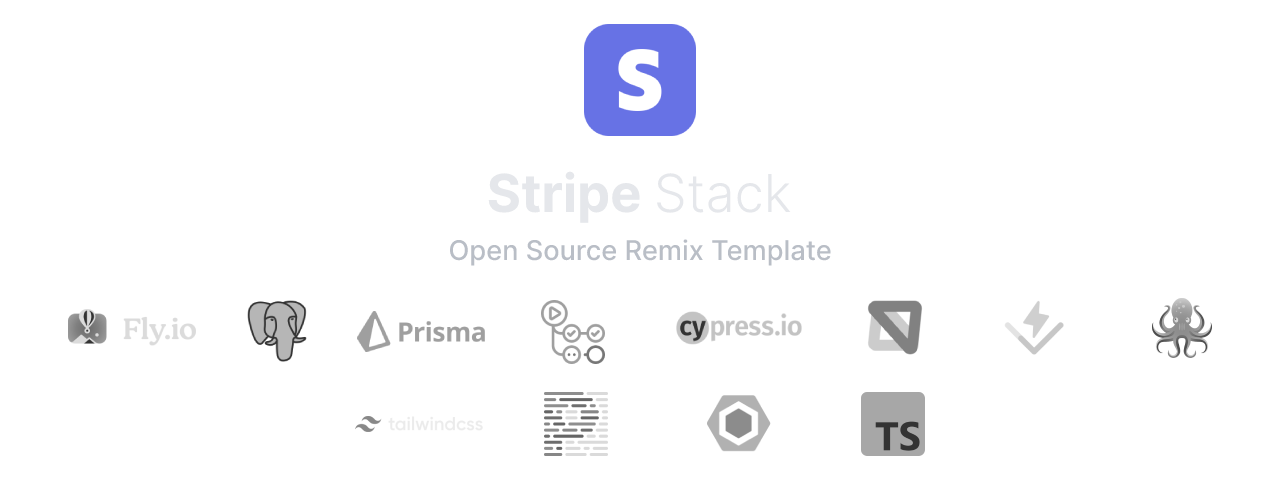 S
Stripe Stack
Open Source Remix Template
Fly.io
Prisma
cypress.io
tailwindcss
TS